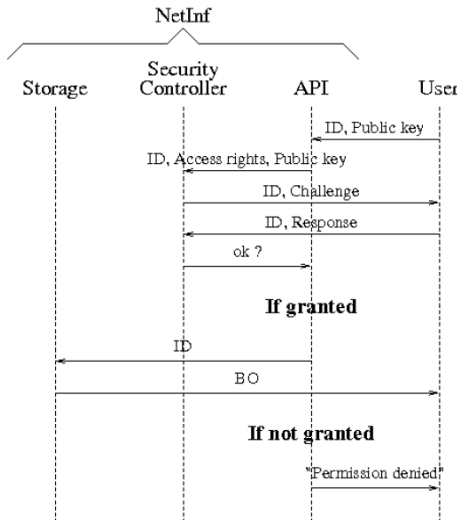 NetInf
Security
Storage Controller API User
ID, Public key
ID, Access rights, Public key
ID, Challenge
ID, Response
ok ?
If granted
ID
BO
If not granted
"Permission denied"